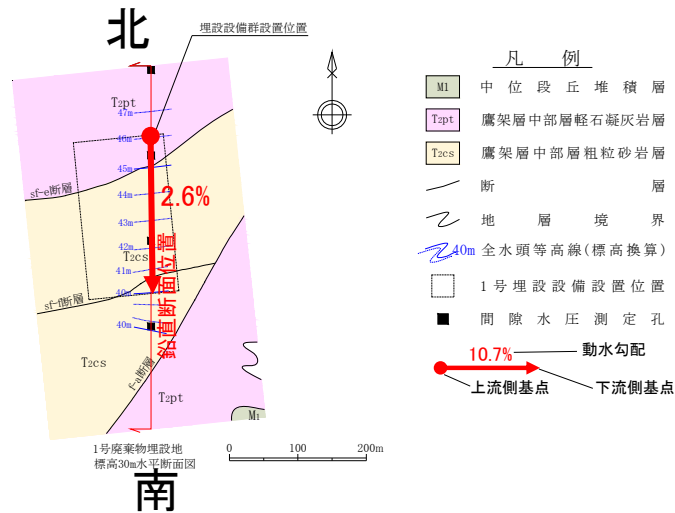 北
埋設設備群設置位置
T2pt
47m
46m
45m
sf-e断層
44m
2.6%
43m
42m
T2cs
41m
40m
sf-f断層
鉛直断面位置
40m
T2cs
f-a断層
T2pt
M1
1号廃棄物埋設地
標高30m水平断面図
0 100 200m
南
凡例
M1 中位段丘堆積層
T2pt 鷹架層中部層軽石凝灰岩層
T2cs 鷹架層中部層粗粒砂岩層
断層
地層境界
40m 全水頭等高線(標高換算)
1号埋設設備設置位置
間隙水圧測定孔
10.7% 動水勾配
上流側基点 下流側基点